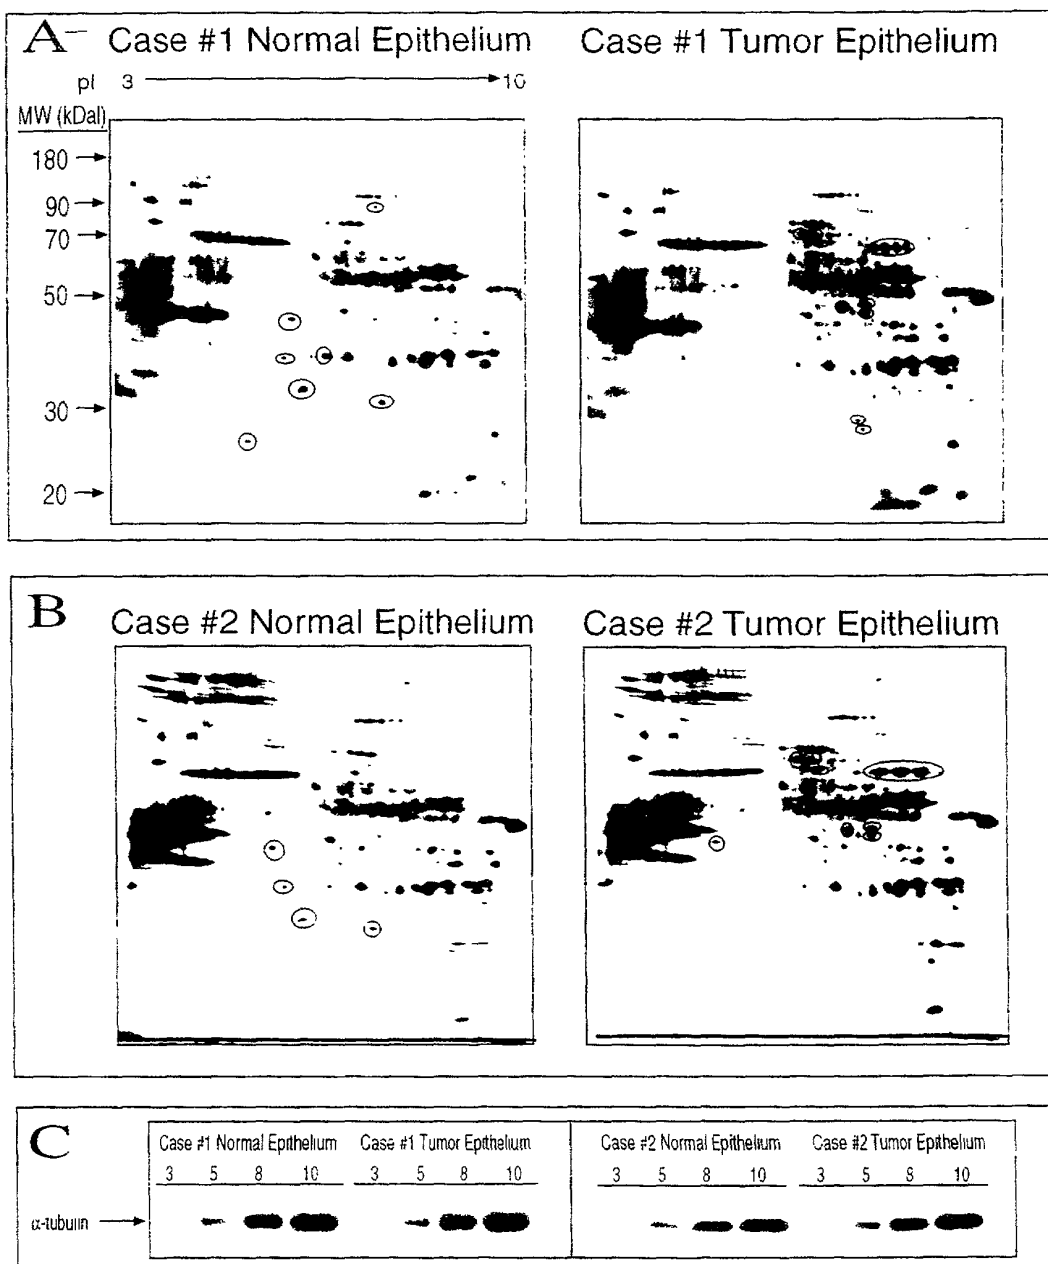 A Case #1 Normal Epithelium Case #1 Tumor Epithelium
pI 3 10
MW (kDal)
180
90
70
50
30
20
B Case #2 Normal Epithelium Case #2 Tumor Epithelium
C Case #1 Normal Epithelium Case #1 Tumor Epithelium Case #2 Normal Epithelium Case #2 Tumor Epithelium
3 5 8 10 3 5 8 10 3 5 8 10 3 5 8 10
α-tubulin